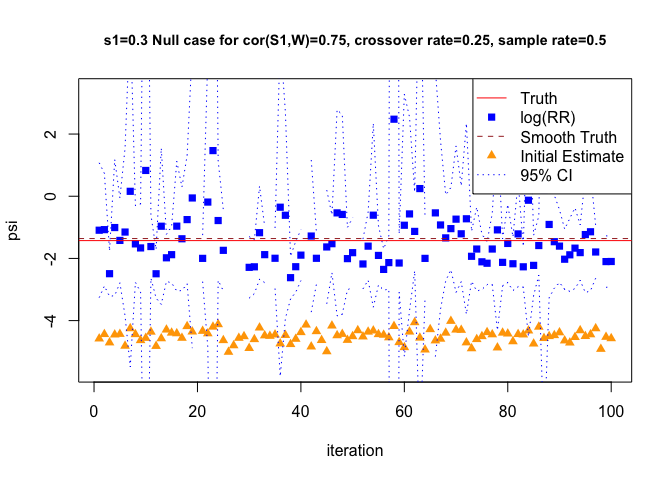 s1=0.3 Null case for cor(S1,W)=0.75, crossover rate=0.25, sample rate=0.5
Truth
log(RR)
Smooth Truth
Initial Estimate
95% CI
psi
2
0
-2
-4
0
20
40
60
80
100
iteration